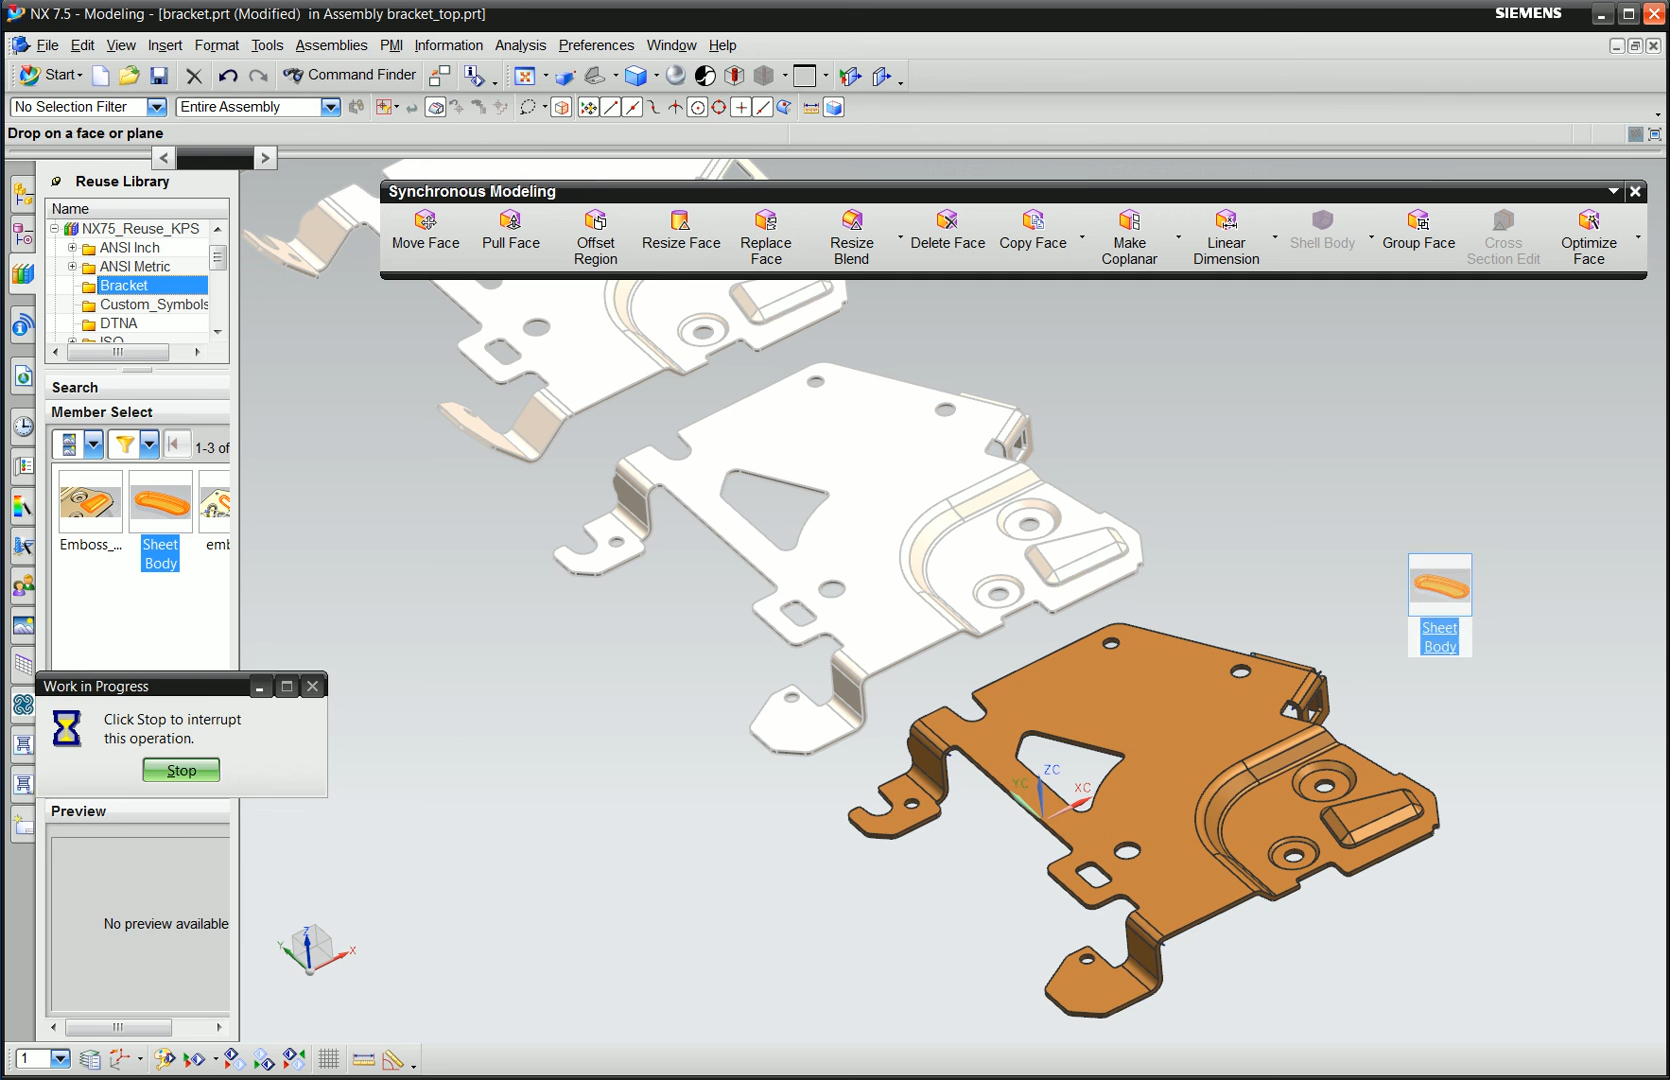 NX 7.5 - Modeling - [bracket.prt (Modified)  in Assembly bracket_top.prt]
SIEMENS
File Edit View Insert Format Tools Assemblies PMI Information Analysis Preferences Window Help
Start
Command Finder
No Selection Filter
Entire Assembly
Drop on a face or plane
Reuse Library
Synchronous Modeling
Move Face
Pull Face
Offset
Region
Resize Face
Replace
Face
Resize
Blend
Delete Face
Copy Face
Make
Coplanar
Linear
Dimension
Shell Body
Group Face
Cross
Section Edit
Optimize
Face
Name
NX75_Reuse_KPS
ANSI Inch
ANSI Metric
Bracket
Custom_Symbols
DTNA
ISO
Search
Member Select
1-3 of
Emboss_...
Sheet
Body
emb
Sheet
Body
Work in Progress
Click Stop to interrupt
this operation.
Stop
Preview
No preview available
ZC
YC
XC
Z
Y
X
1